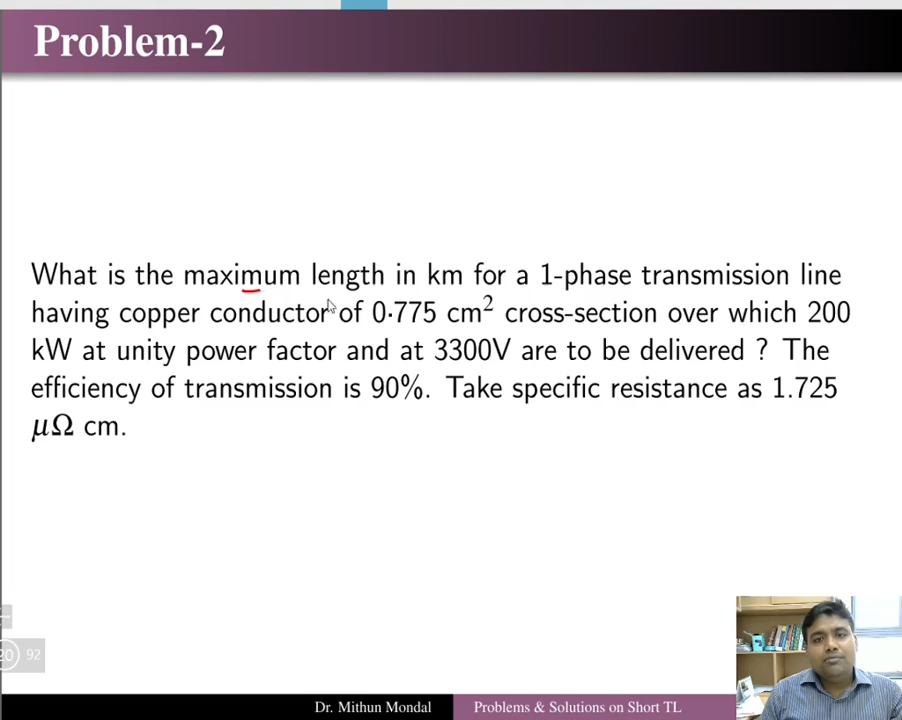 Problem-2
What is the maximum length in km for a 1-phase transmission line
having copper conductor of 0·775 cm² cross-section over which 200
kW at unity power factor and at 3300V are to be delivered ? The
efficiency of transmission is 90%. Take specific resistance as 1.725
μΩ cm.
20 92
Dr. Mithun Mondal Problems & Solutions on Short TL